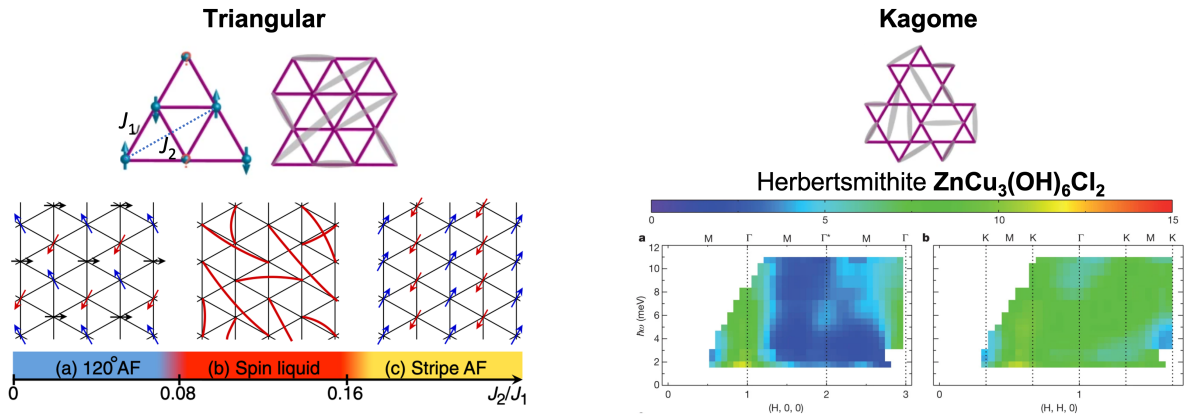 Triangular
J₁
J₂
(a) 120°AF (b) Spin liquid (c) Stripe AF
0 0.08 0.16 J₂/J₁
Kagome
Herbertsmithite ZnCu₃(OH)₆Cl₂
0 5 10 15
a M Γ M Γ* M Γ
12
10
8
6
4
2
0
ħω (meV)
0 1 2 3
(H, 0, 0)
b K M K Γ K M K
0 1
(H, H, 0)